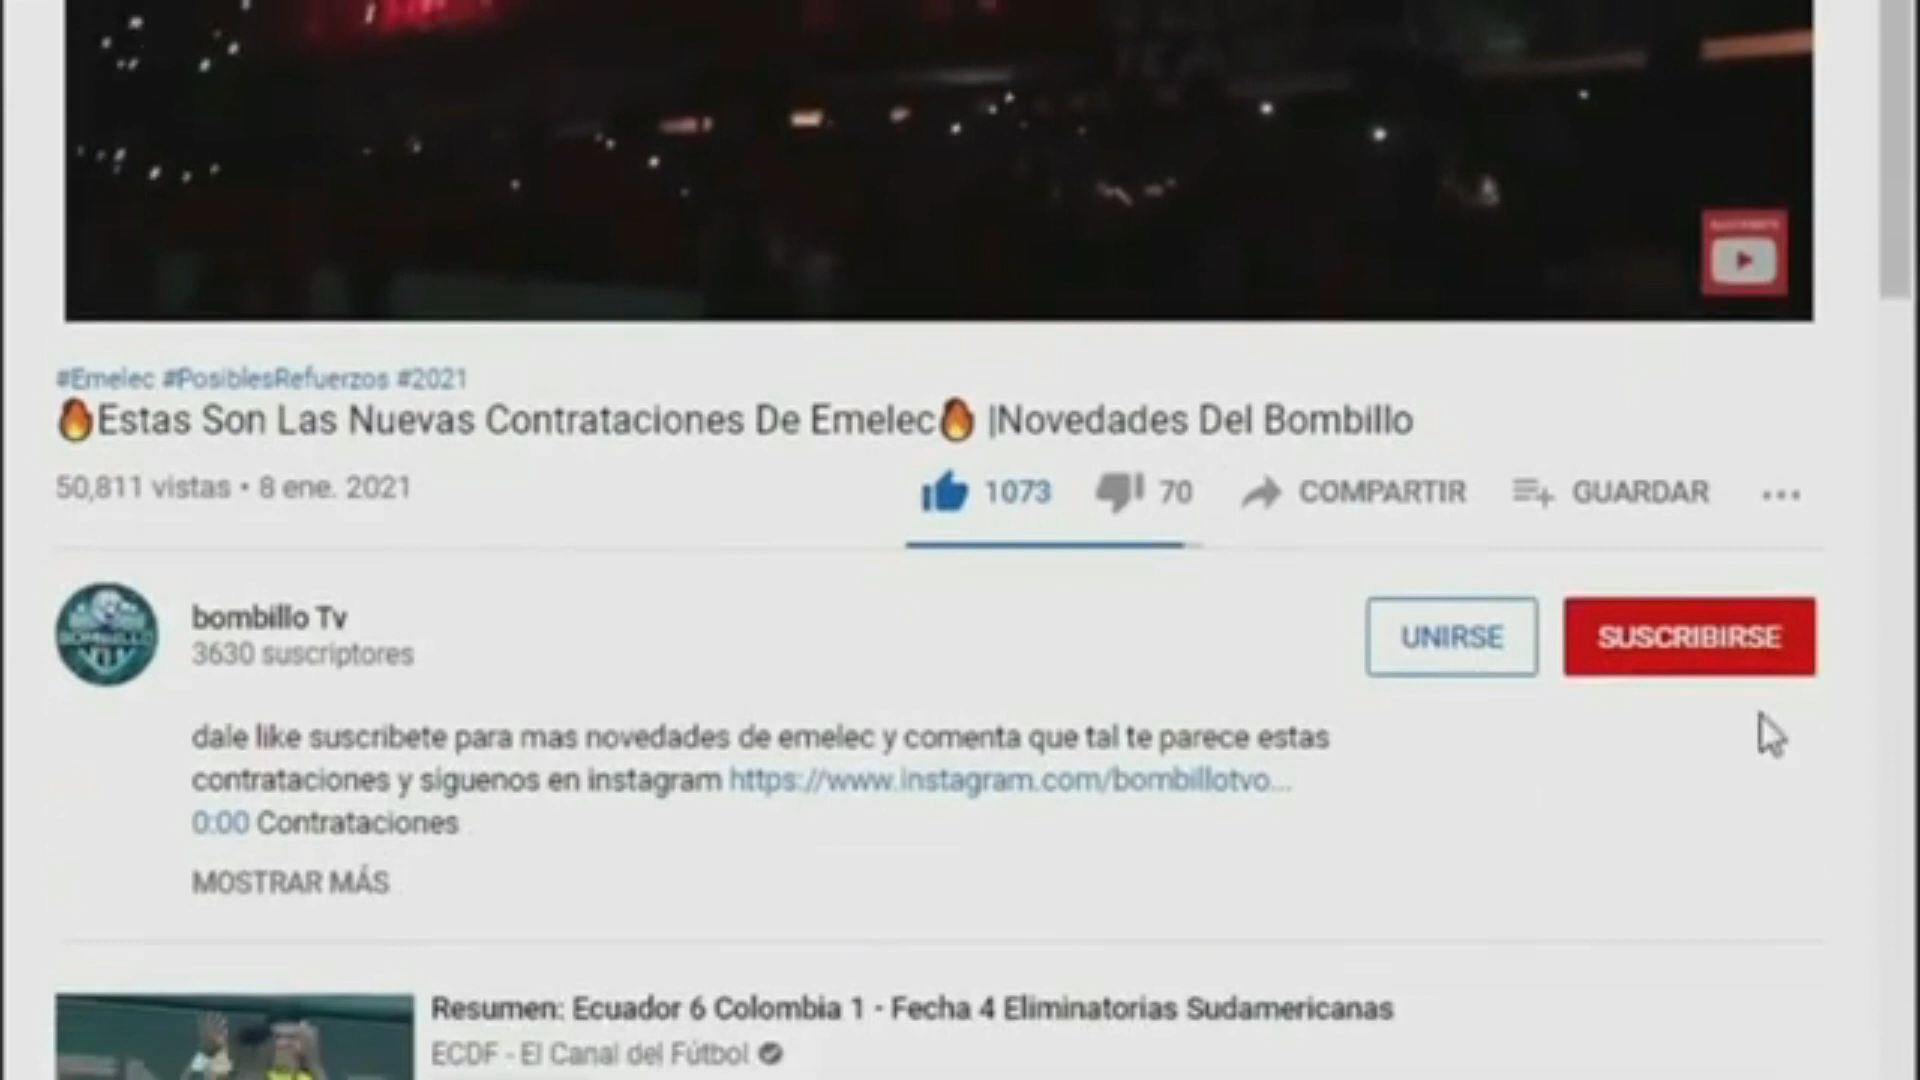 #Emelec #PosiblesRefuerzos #2021
🔥Estas Son Las Nuevas Contrataciones De Emelec🔥 |Novedades Del Bombillo
50,811 vistas • 8 ene. 2021
1073 70 COMPARTIR GUARDAR ...
bombillo Tv
3630 suscriptores
UNIRSE SUSCRIBIRSE
BOMBILLO
dale like suscribete para mas novedades de emelec y comenta que tal te parece estas
contrataciones y siguenos en instagram https://www.instagram.com/bombillotvo...
0:00 Contrataciones
MOSTRAR MÁS
Resumen: Ecuador 6 Colombia 1 - Fecha 4 Eliminatorias Sudamericanas
ECDF - El Canal del Fútbol